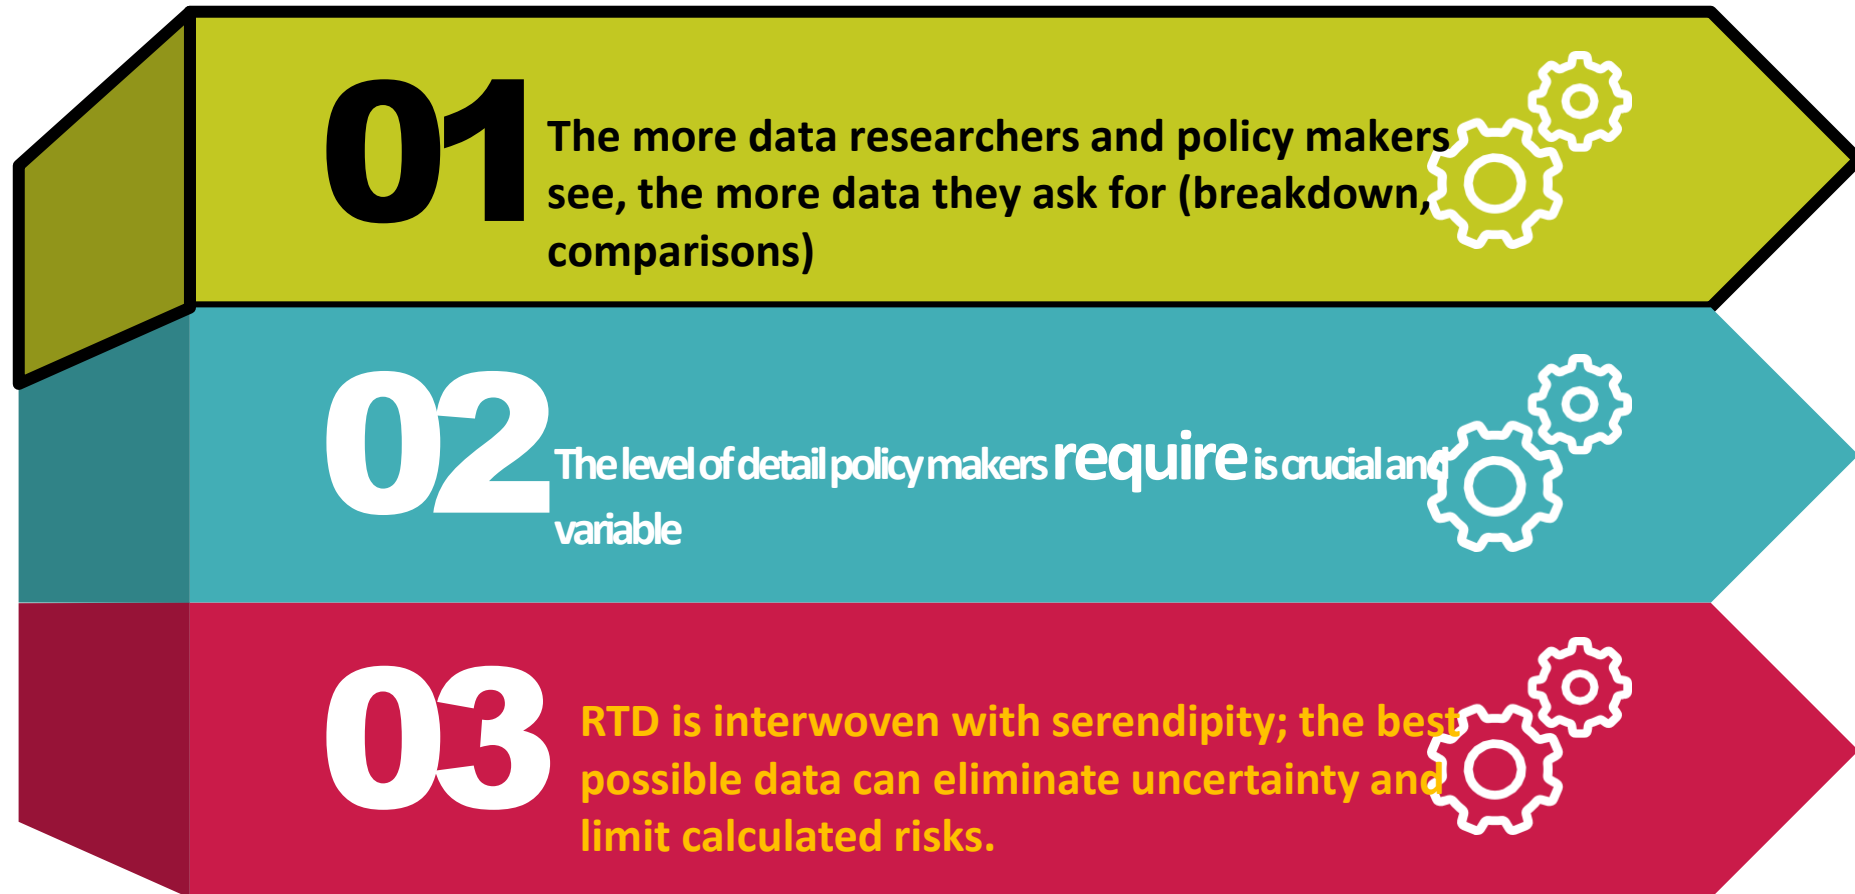 01
The more data researchers and policy makers
see, the more data they ask for (breakdown,
comparisons)
02
The level of detail policy makers require is crucial and
variable
03
RTD is interwoven with serendipity; the best
possible data can eliminate uncertainty and
limit calculated risks.